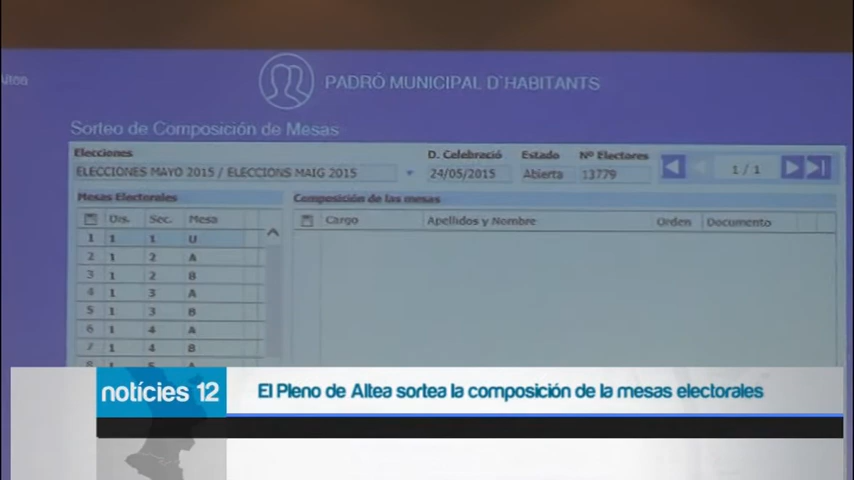 Altea
PADRÓ MUNICIPAL D'HABITANTS
Sorteo de Composición de Mesas
Elecciones D. Celebració Estado Nº Electores
ELECCIONES MAYO 2015 / ELECCIONS MAIG 2015 24/05/2015 Abierta 13779 1 / 1
Mesas Electorales Composición de las mesas
Dis. Sec. Mesa Cargo Apellidos y Nombre Orden Documento
1 1 1 U
2 1 2 A
3 1 2 B
4 1 3 A
5 1 3 B
6 1 4 A
7 1 4 B
8 1 5 A
notícies 12 El Pleno de Altea sortea la composición de la mesas electorales